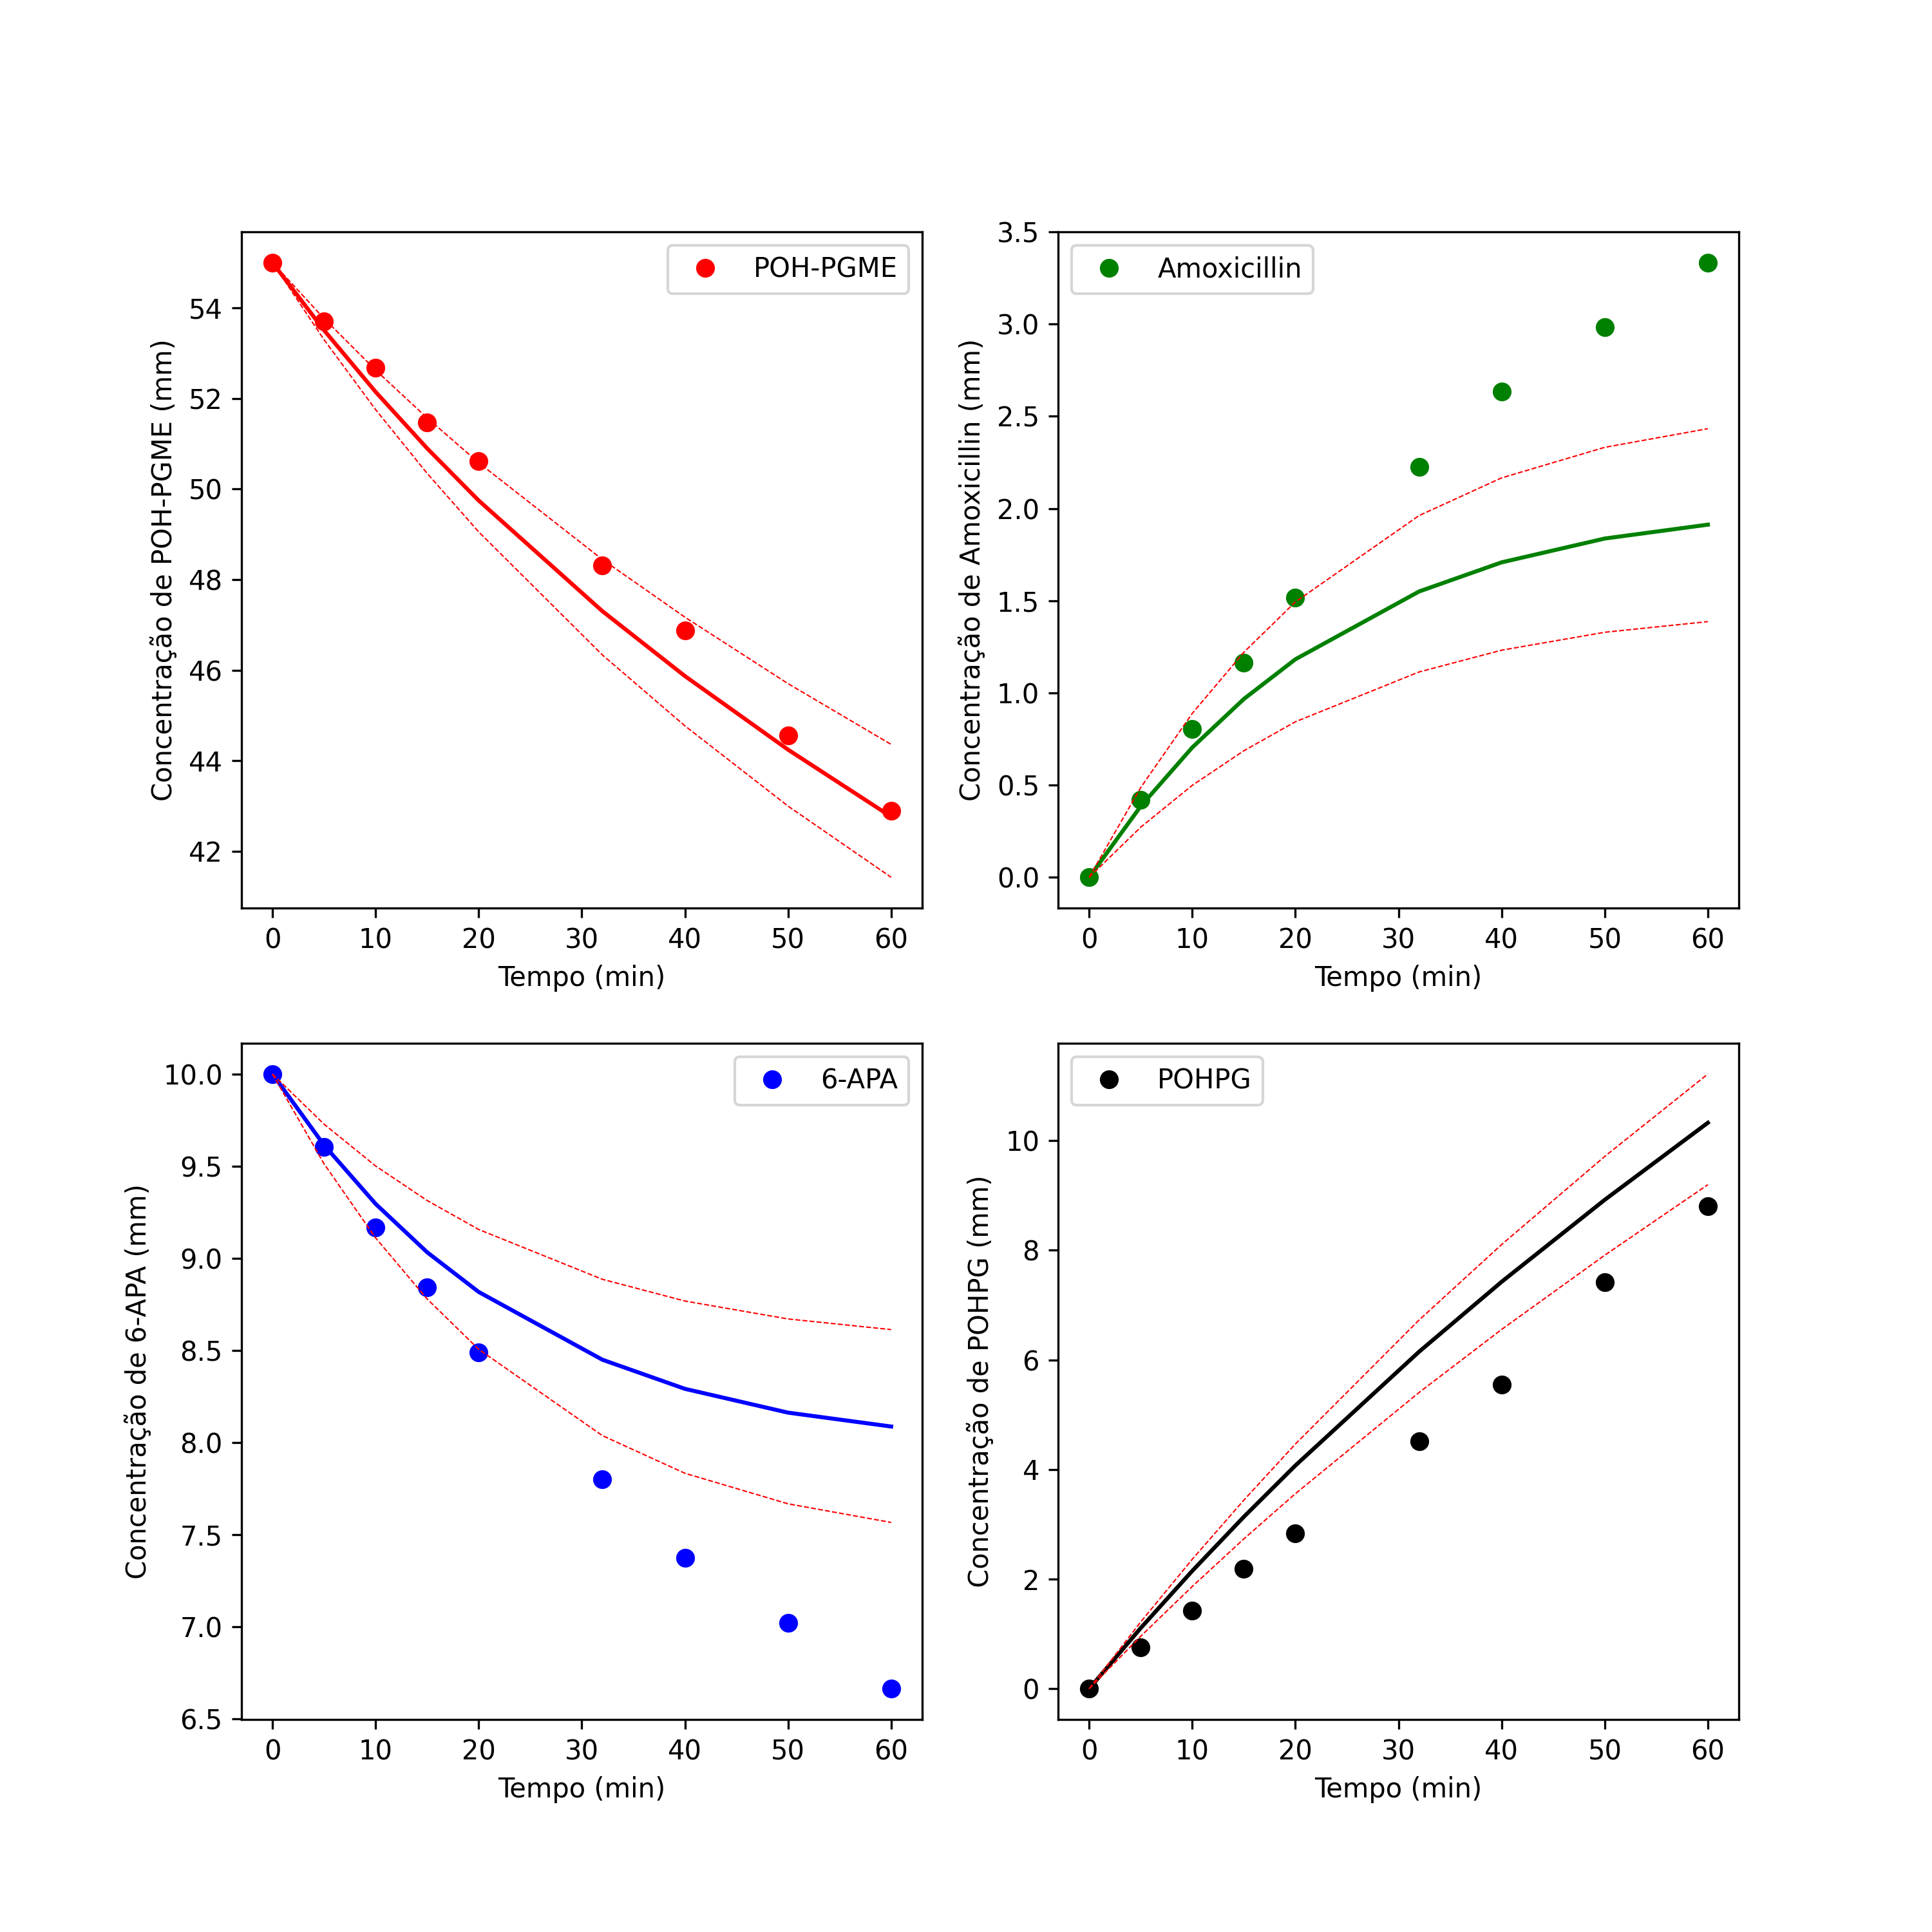 POH-PGME
54
52
50
48
46
44
42
Concentração de POH-PGME (mm)
0 10 20 30 40 50 60
Tempo (min)
Amoxicillin
3.5
3.0
2.5
2.0
1.5
1.0
0.5
0.0
Concentração de Amoxicillin (mm)
0 10 20 30 40 50 60
Tempo (min)
6-APA
10.0
9.5
9.0
8.5
8.0
7.5
7.0
6.5
Concentração de 6-APA (mm)
0 10 20 30 40 50 60
Tempo (min)
POHPG
10
8
6
4
2
0
Concentração de POHPG (mm)
0 10 20 30 40 50 60
Tempo (min)